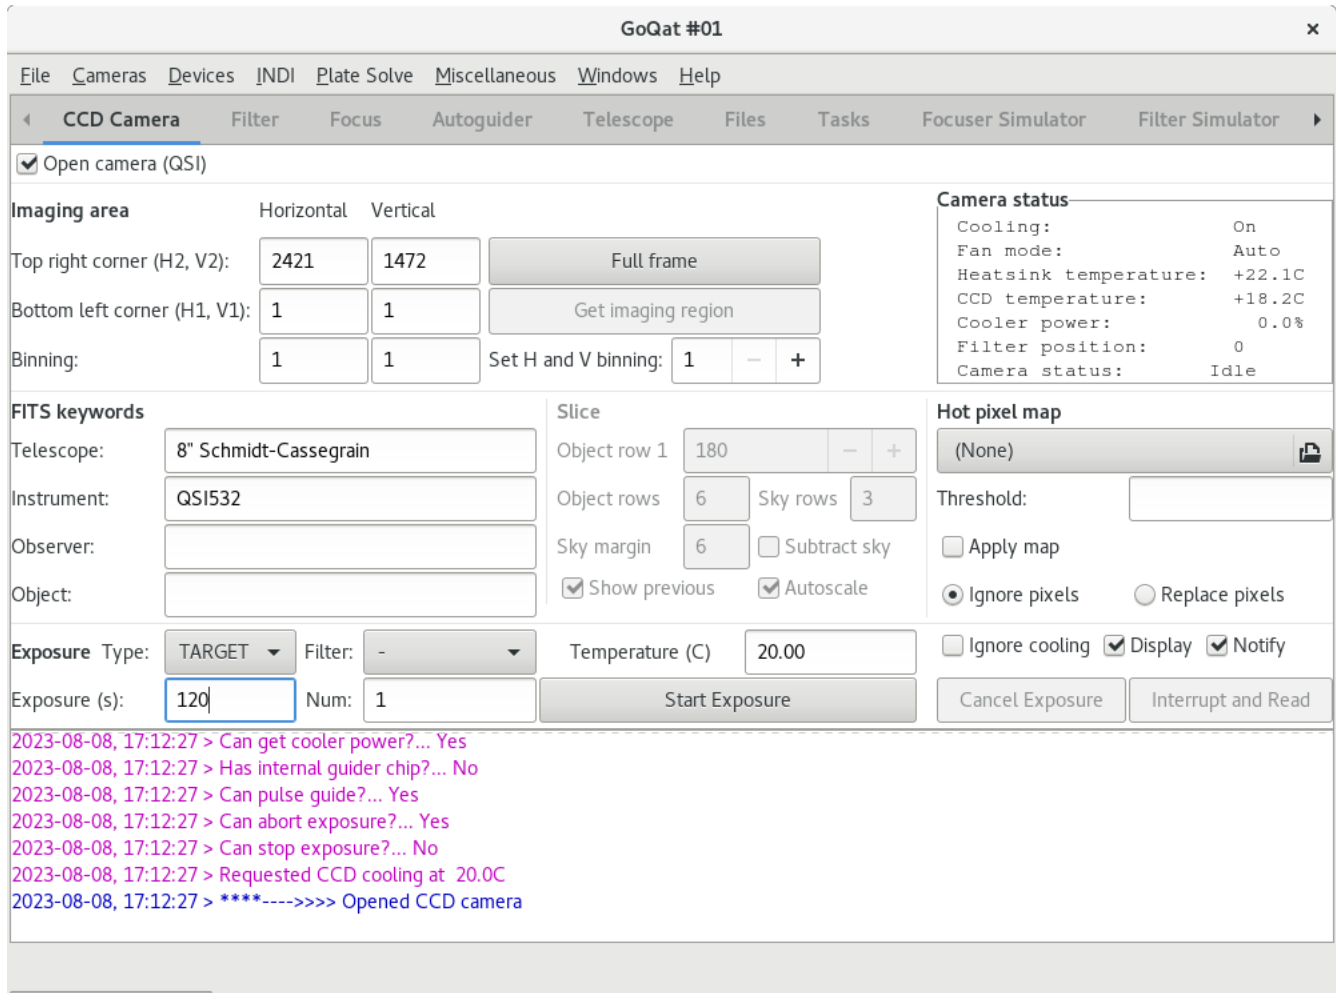 GoQat #01
File Cameras Devices INDI Plate Solve Miscellaneous Windows Help
CCD Camera Filter Focus Autoguider Telescope Files Tasks Focuser Simulator Filter Simulator
Open camera (QSI)
Imaging area Horizontal Vertical
Top right corner (H2, V2): 2421 1472 Full frame
Bottom left corner (H1, V1): 1 1 Get imaging region
Binning: 1 1 Set H and V binning: 1 − +
Camera status
Cooling: On
Fan mode: Auto
Heatsink temperature: +22.1C
CCD temperature: +18.2C
Cooler power: 0.0%
Filter position: 0
Camera status: Idle
FITS keywords
Telescope: 8" Schmidt-Cassegrain
Instrument: QSI532
Observer:
Object:
Slice
Object row 1 180 − +
Object rows 6 Sky rows 3
Sky margin 6 Subtract sky
Show previous Autoscale
Hot pixel map
(None)
Threshold:
Apply map
Ignore pixels Replace pixels
Exposure Type: TARGET Filter: - Temperature (C) 20.00 Ignore cooling Display Notify
Exposure (s): 120 Num: 1 Start Exposure Cancel Exposure Interrupt and Read
2023-08-08, 17:12:27 > Can get cooler power?... Yes
2023-08-08, 17:12:27 > Has internal guider chip?... No
2023-08-08, 17:12:27 > Can pulse guide?... Yes
2023-08-08, 17:12:27 > Can abort exposure?... Yes
2023-08-08, 17:12:27 > Can stop exposure?... No
2023-08-08, 17:12:27 > Requested CCD cooling at  20.0C
2023-08-08, 17:12:27 > ****---->>>> Opened CCD camera